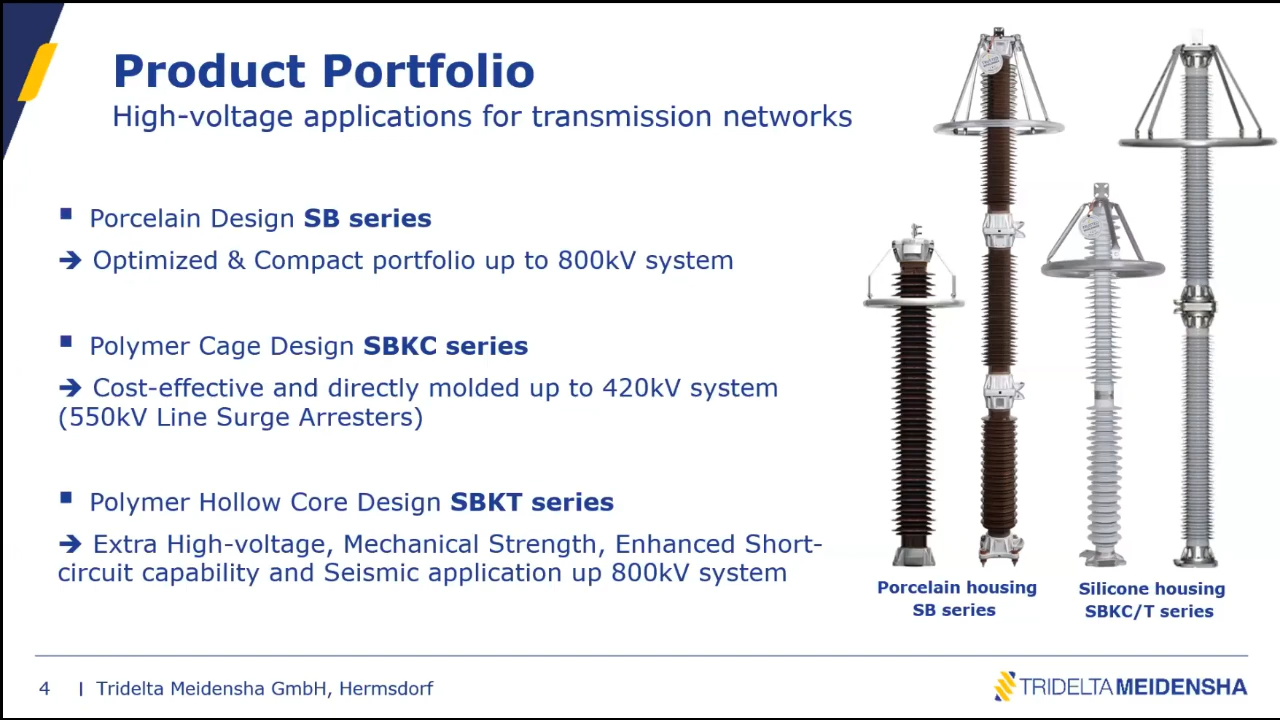 Product Portfolio
High-voltage applications for transmission networks
▪ Porcelain Design SB series
➔ Optimized & Compact portfolio up to 800kV system
▪ Polymer Cage Design SBKC series
➔ Cost-effective and directly molded up to 420kV system
(550kV Line Surge Arresters)
▪ Polymer Hollow Core Design SBKT series
➔ Extra High-voltage, Mechanical Strength, Enhanced Short-
circuit capability and Seismic application up 800kV system
Porcelain housing
SB series
Silicone housing
SBKC/T series
4 | Tridelta Meidensha GmbH, Hermsdorf
TRIDELTA MEIDENSHA